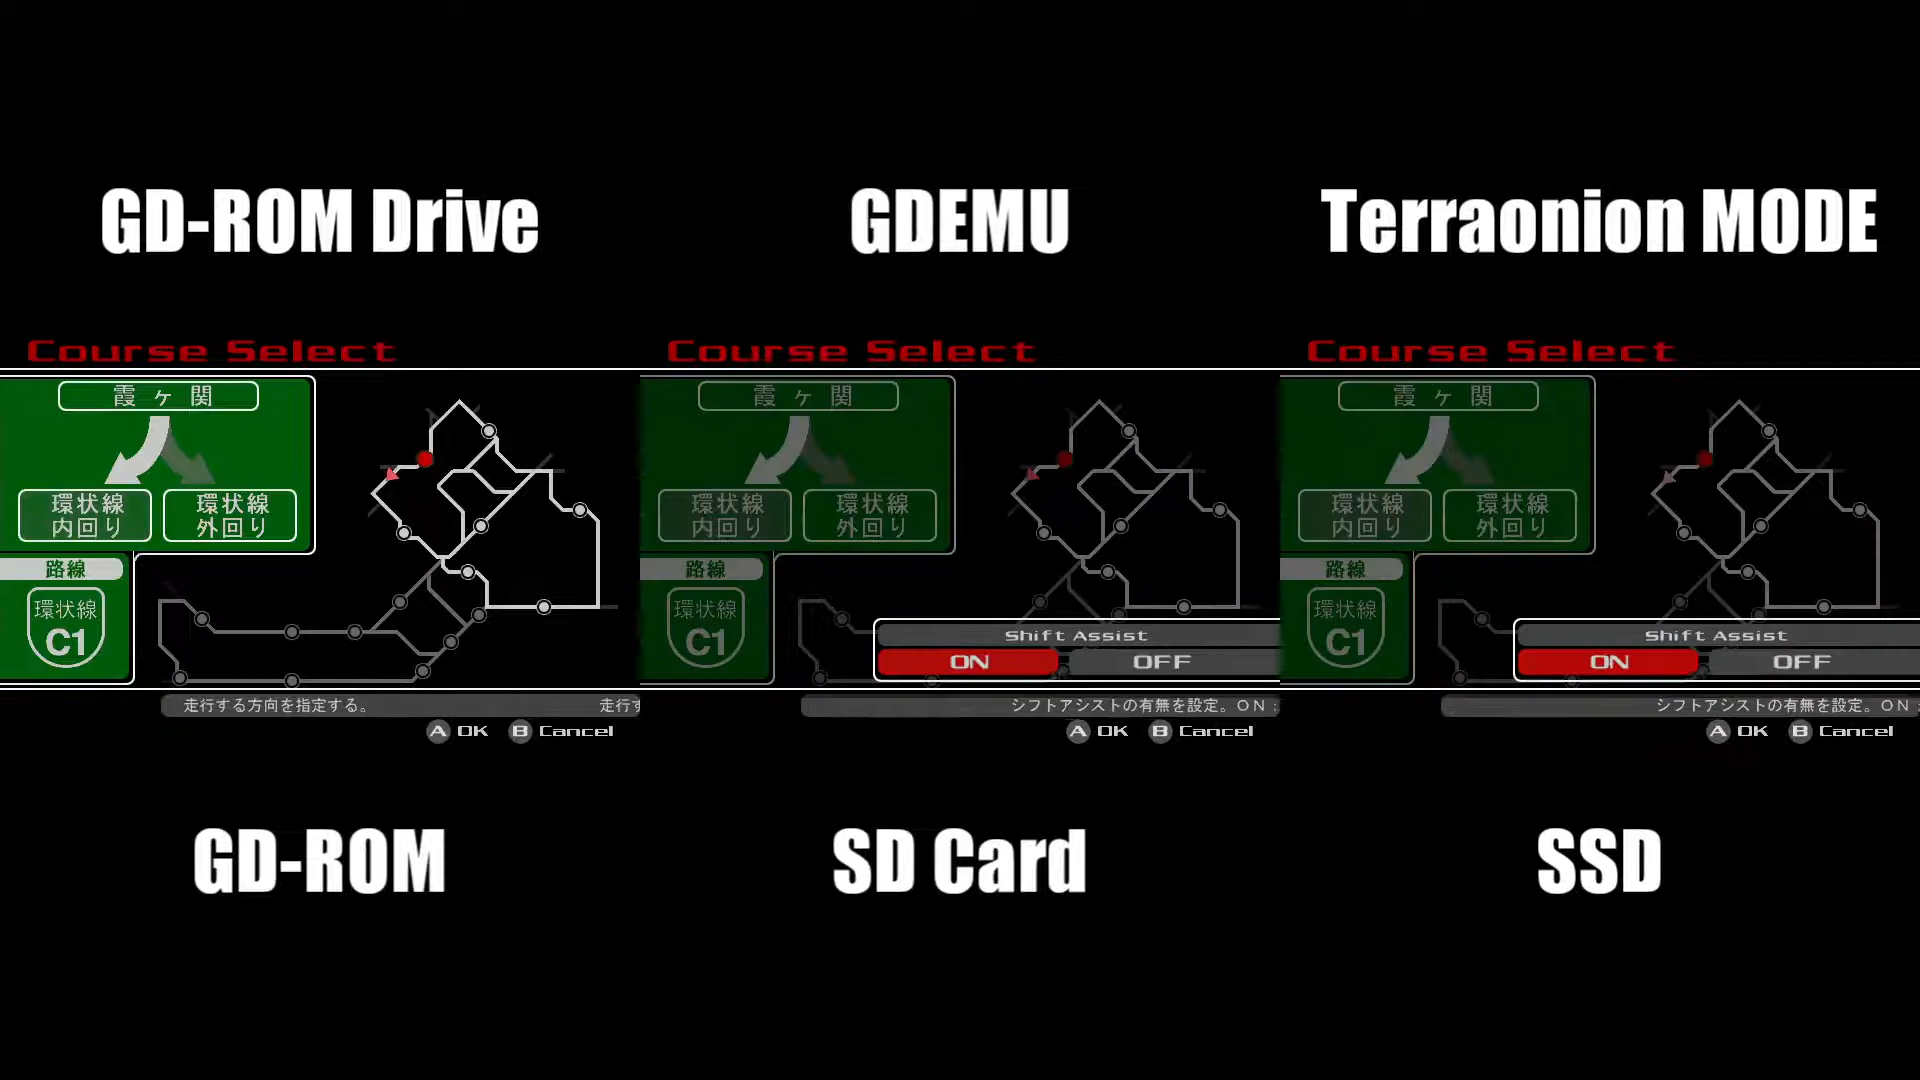 GD-ROM Drive
GDEMU
Terraonion MODE
Course Select
霞ヶ関
環状線
内回り
環状線
外回り
路線
環状線
C1
走行する方向を指定する。 走行す
A OK B Cancel
Course Select
霞ヶ関
環状線
内回り
環状線
外回り
路線
環状線
C1
Shift Assist
ON OFF
シフトアシストの有無を設定。ON：
A OK B Cancel
Course Select
霞ヶ関
環状線
内回り
環状線
外回り
路線
環状線
C1
Shift Assist
ON OFF
シフトアシストの有無を設定。ON
A OK B Cancel
GD-ROM
SD Card
SSD